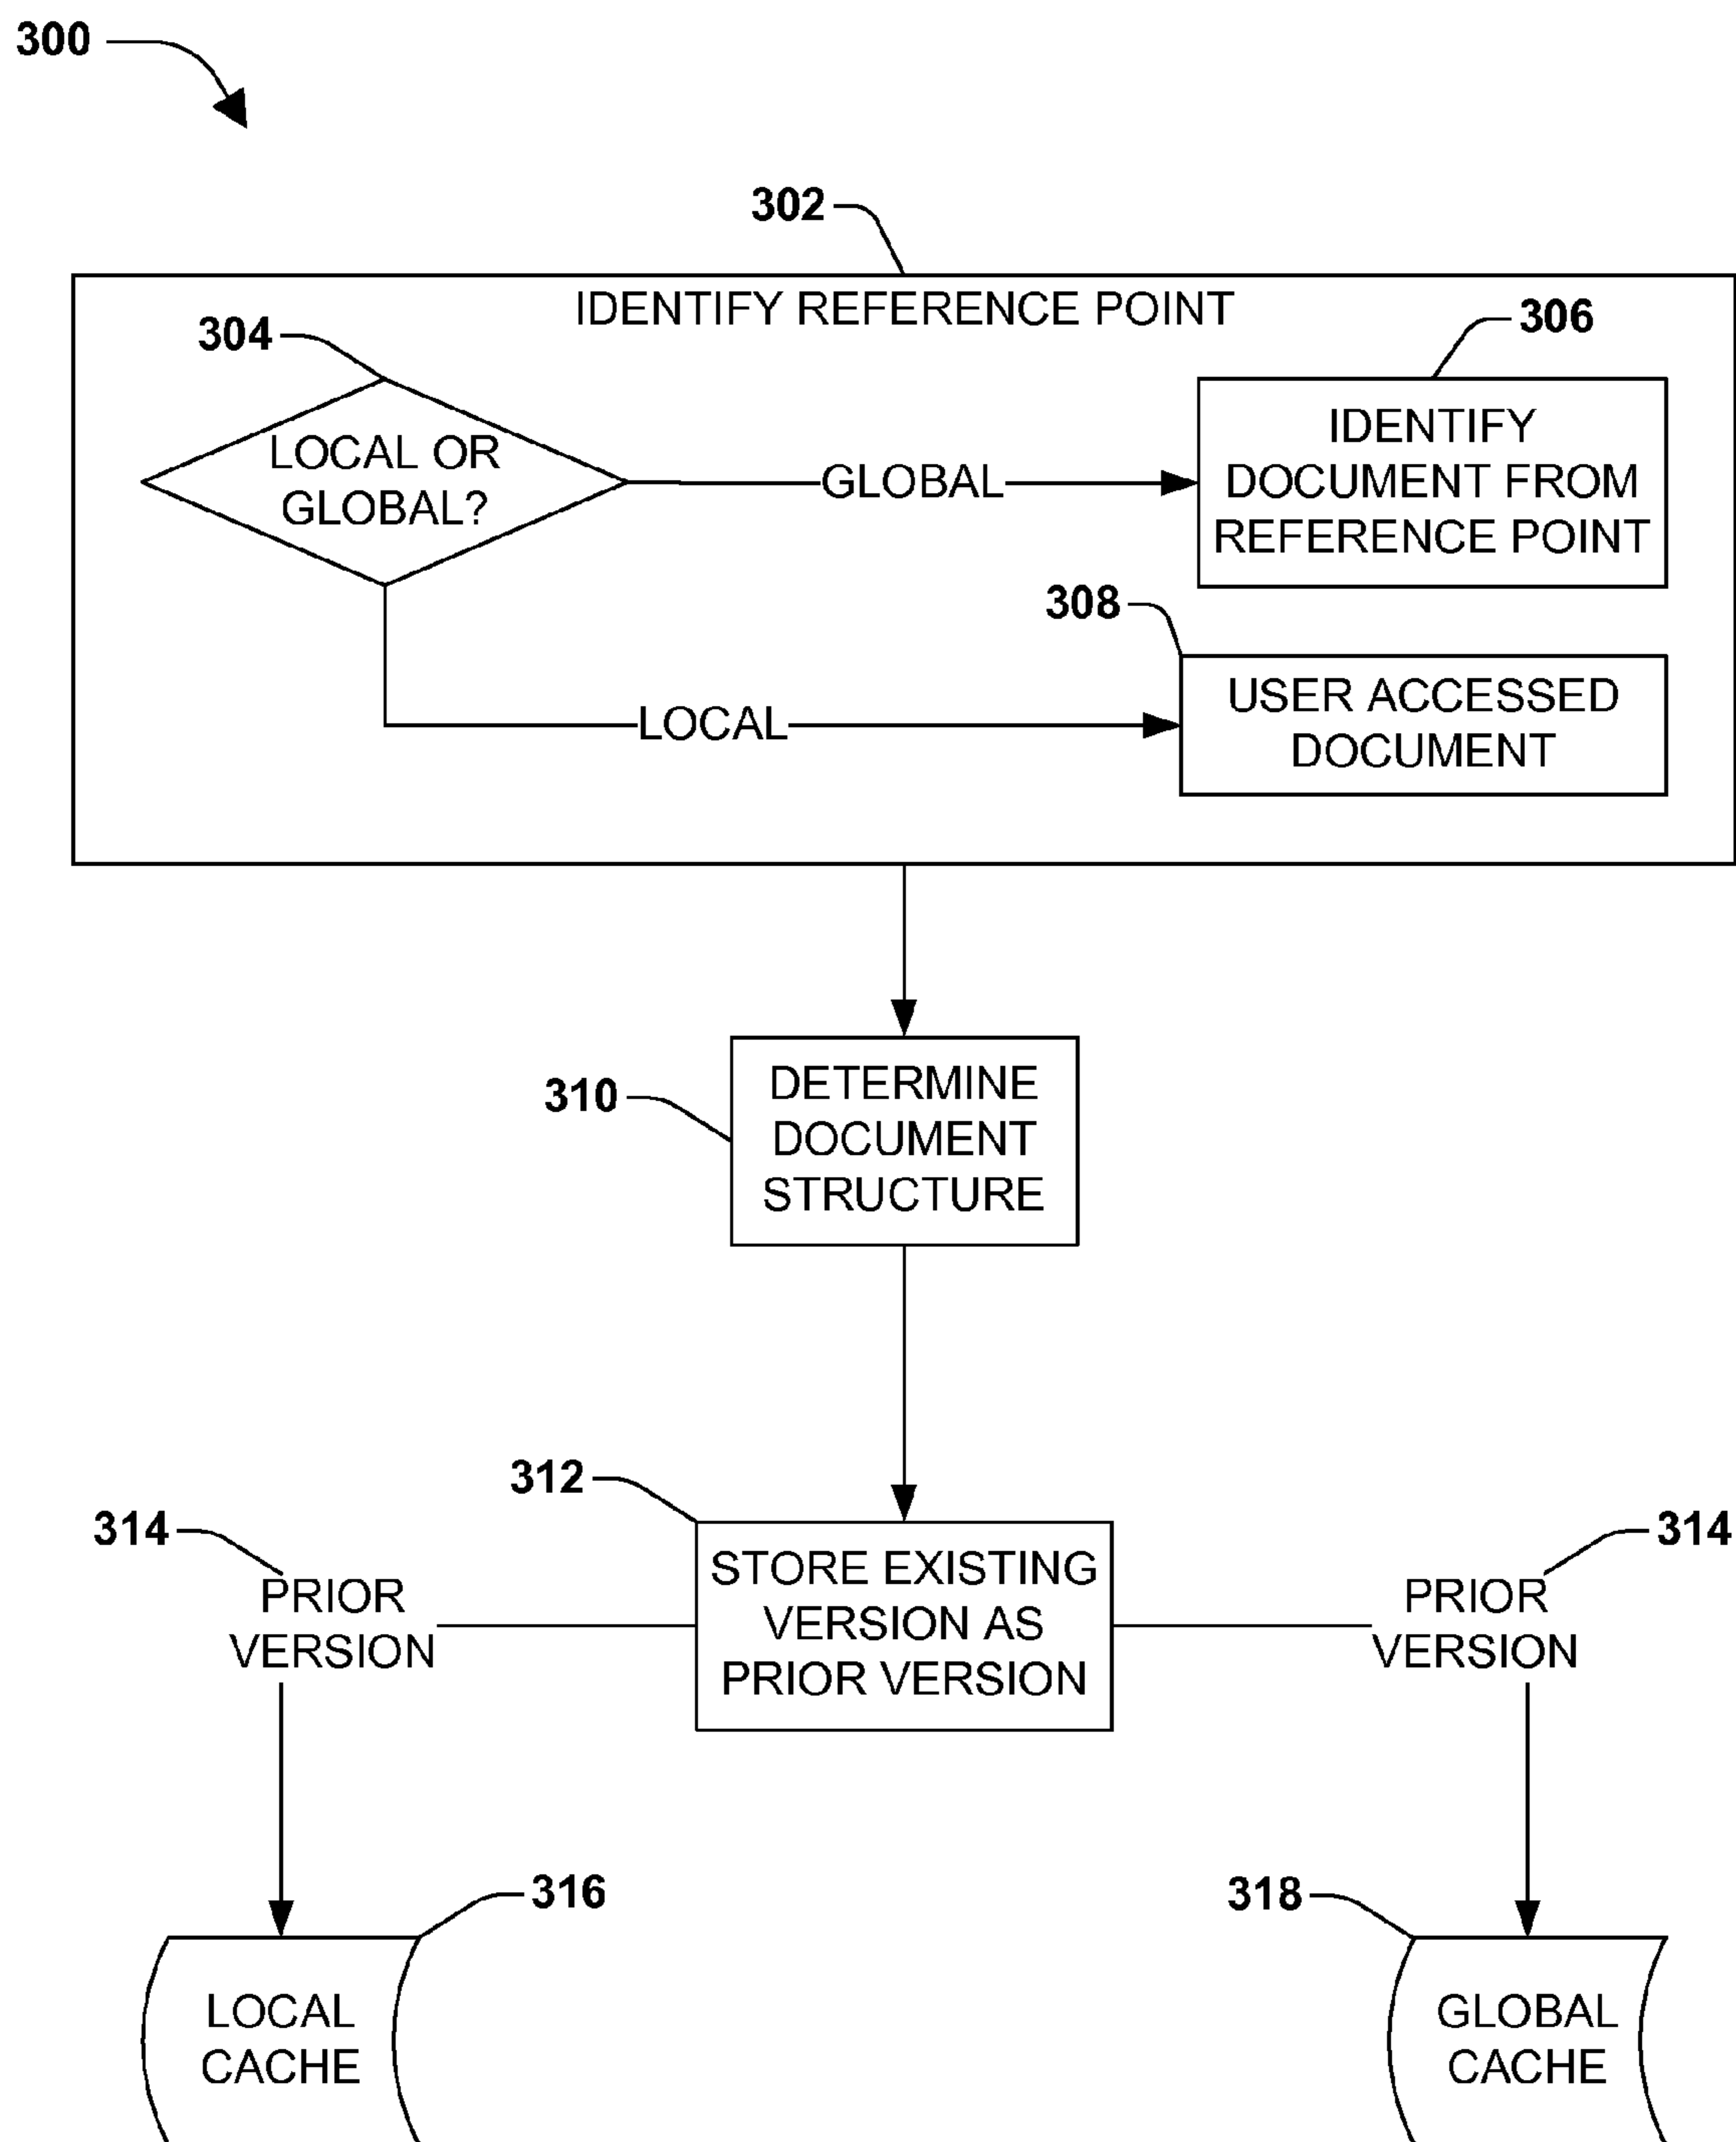 300
302
IDENTIFY REFERENCE POINT
304
306
LOCAL OR
GLOBAL?
GLOBAL
IDENTIFY
DOCUMENT FROM
REFERENCE POINT
308
LOCAL
USER ACCESSED
DOCUMENT
310
DETERMINE
DOCUMENT
STRUCTURE
312
314
314
PRIOR
VERSION
STORE EXISTING
VERSION AS
PRIOR VERSION
PRIOR
VERSION
316
318
LOCAL
CACHE
GLOBAL
CACHE